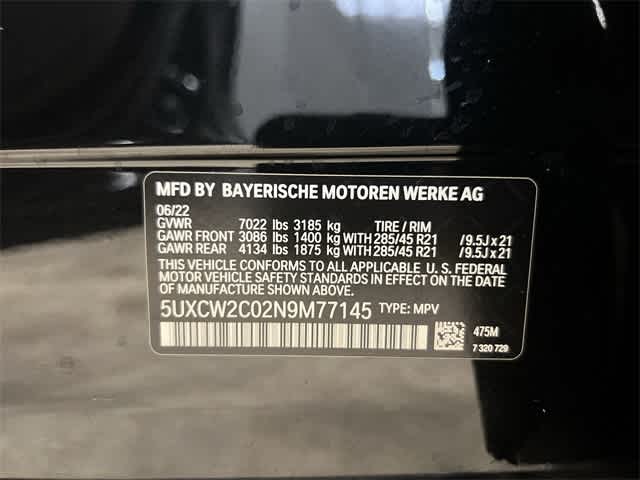 MFD BY BAYERISCHE MOTOREN WERKE AG
06/22
GVWR 7022 lbs 3185 kg TIRE / RIM
GAWR FRONT 3086 lbs 1400 kg WITH 285/45 R21 /9.5J x 21
GAWR REAR 4134 lbs 1875 kg WITH 285/45 R21 /9.5J x 21
THIS VEHICLE CONFORMS TO ALL APPLICABLE U. S. FEDERAL
MOTOR VEHICLE SAFETY STANDARDS IN EFFECT ON THE DATE
OF MANUFACTURE SHOWN ABOVE.
5UXCW2C02N9M77145 TYPE: MPV
475M
7 320 729